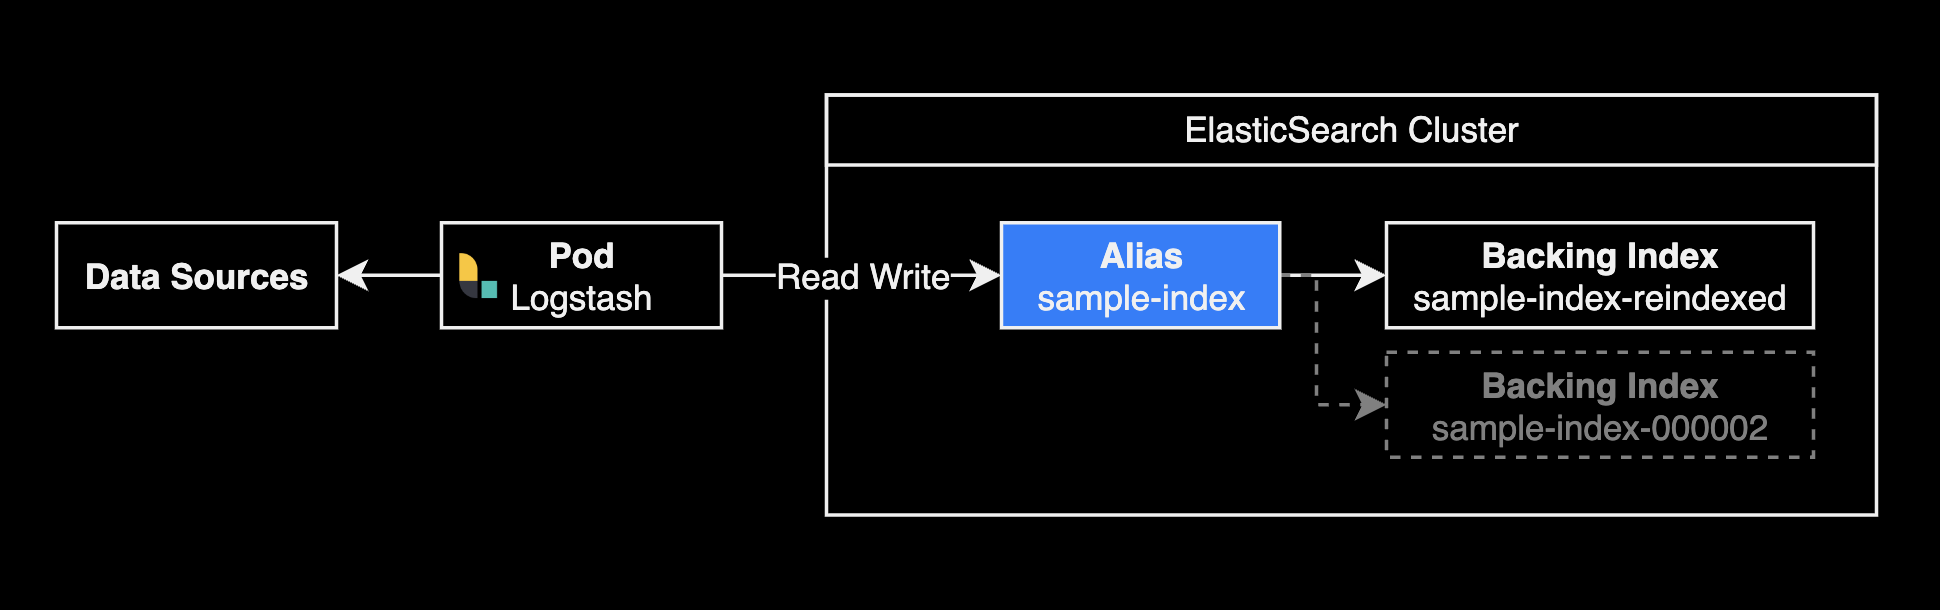 ElasticSearch Cluster
Data Sources
Pod
Logstash
Read Write
Alias
sample-index
Backing Index
sample-index-reindexed
Backing Index
sample-index-000002